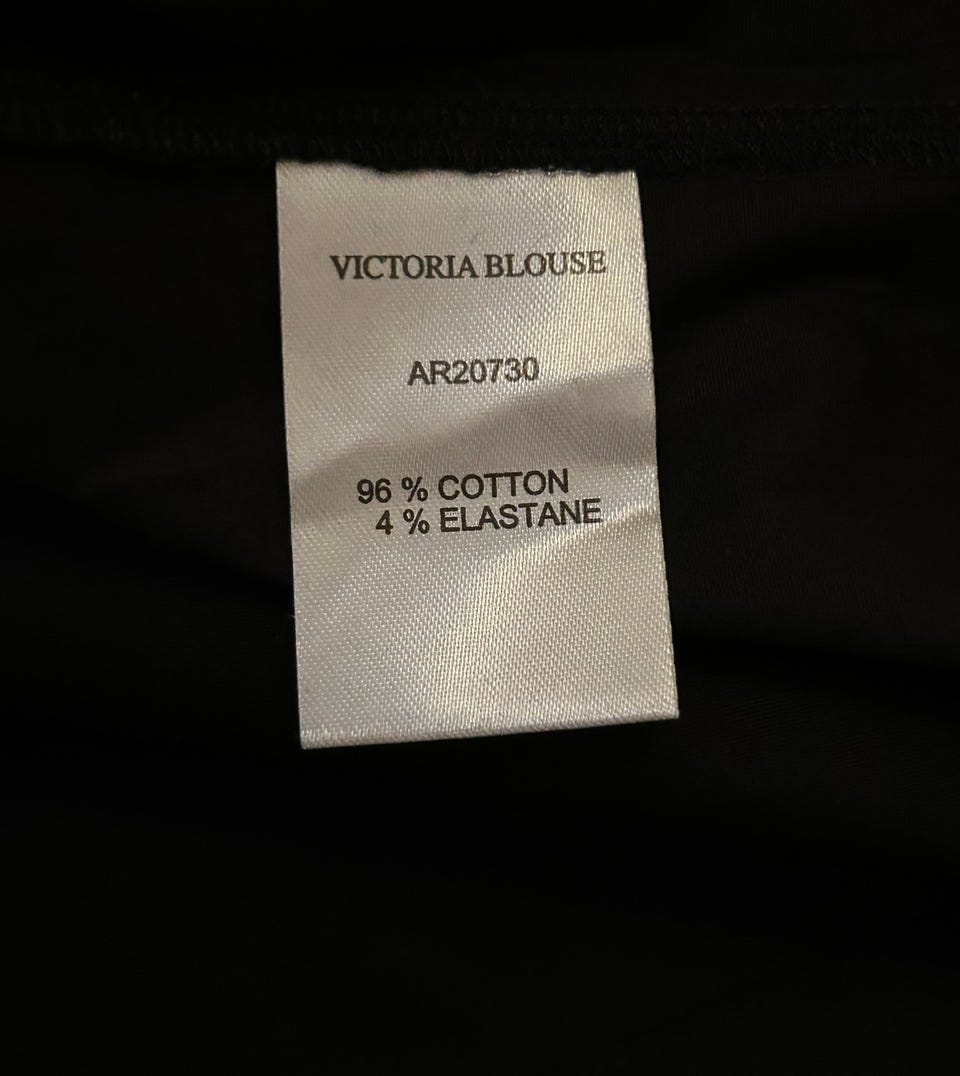 VICTORIA BLOUSE
AR20730
96 % COTTON
4 % ELASTANE